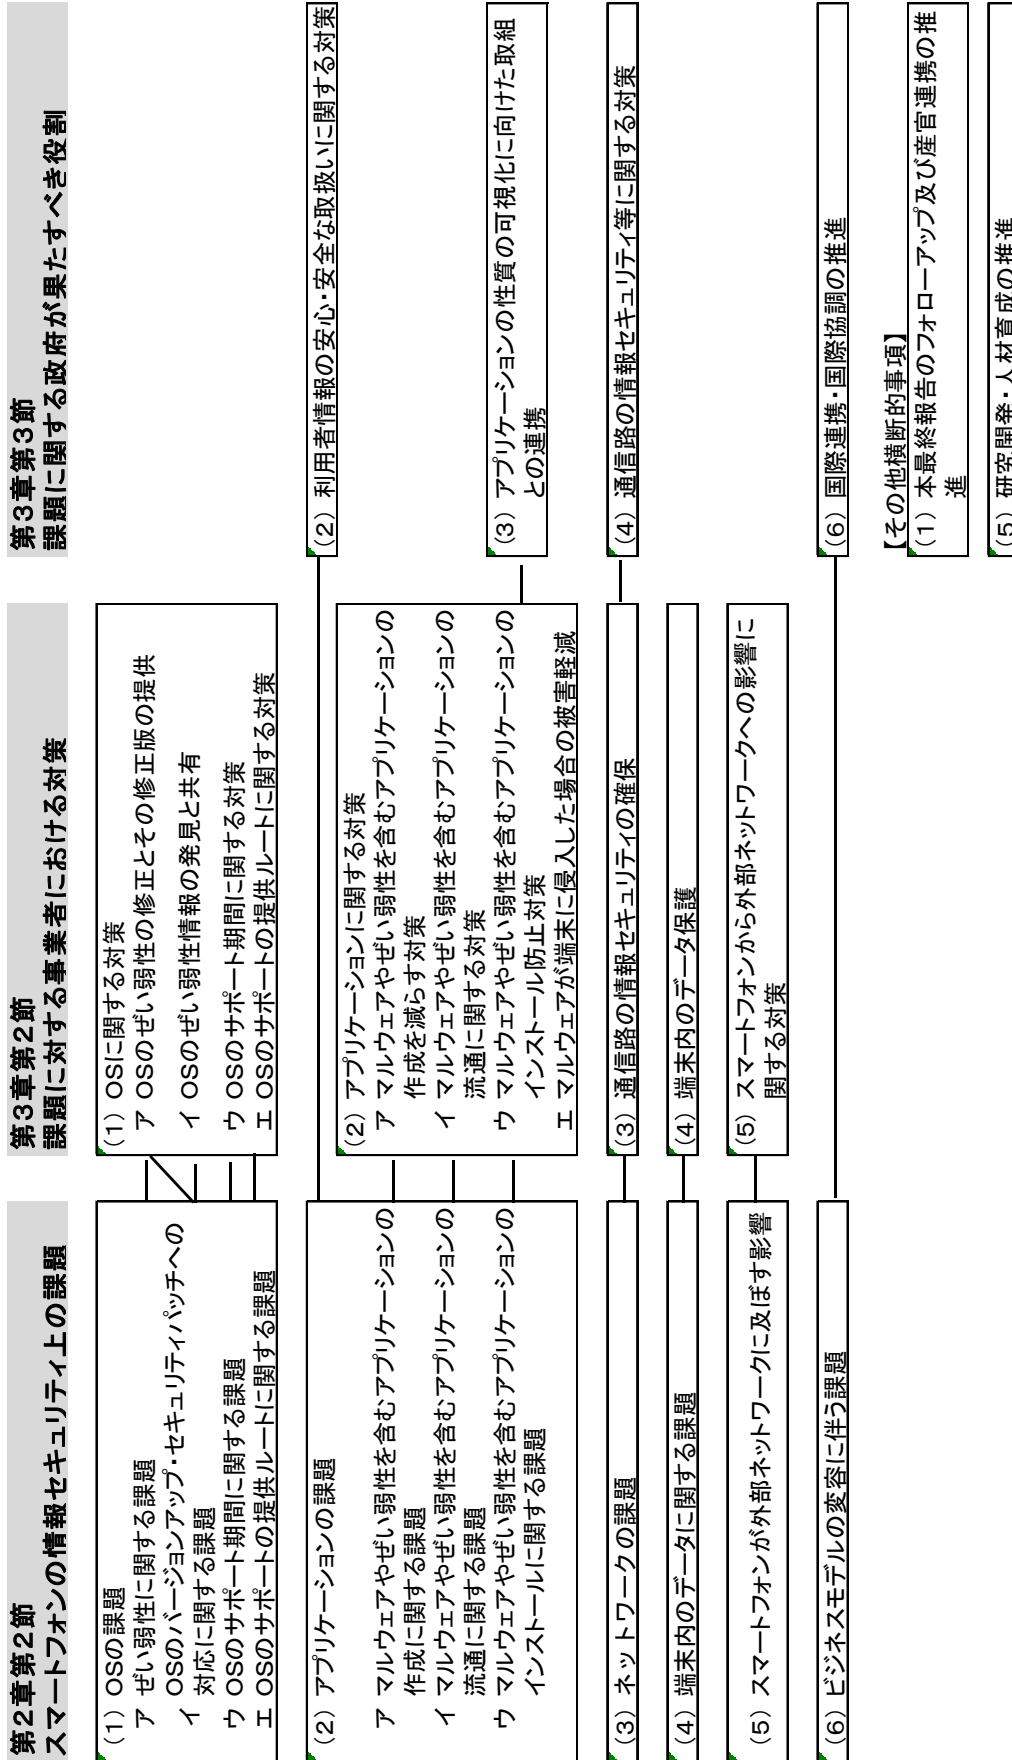 第2章第2節
スマートフォンの情報セキュリティ上の課題
(1) OSの課題
ア ぜい弱性に関する課題
イ OSのバージョンアップ・セキュリティパッチへの
対応に関する課題
ウ OSのサポート期間に関する課題
エ OSのサポートの提供ルートに関する課題
(2) アプリケーションの課題
ア マルウェアやぜい弱性を含むアプリケーションの
作成に関する課題
イ マルウェアやぜい弱性を含むアプリケーションの
流通に関する課題
ウ マルウェアやぜい弱性を含むアプリケーションの
インストールに関する課題
(3) ネットワークの課題
(4) 端末内のデータに関する課題
(5) スマートフォンが外部ネットワークに及ぼす影響
(6) ビジネスモデルの変容に伴う課題
第3章第2節
課題に対する事業者における対策
(1) OSに関する対策
ア OSのぜい弱性の修正とその修正版の提供
イ OSのぜい弱性情報の発見と共有
ウ OSのサポート期間に関する対策
エ OSのサポートの提供ルートに関する対策
(2) アプリケーションに関する対策
ア マルウェアやぜい弱性を含むアプリケーションの
作成を減らす対策
イ マルウェアやぜい弱性を含むアプリケーションの
流通に関する対策
ウ マルウェアやぜい弱性を含むアプリケーションの
インストール防止対策
エ マルウェアが端末に侵入した場合の被害軽減
(3) 通信路の情報セキュリティの確保
(4) 端末内のデータ保護
(5) スマートフォンから外部ネットワークへの影響に
関する対策
第3章第3節
課題に関する政府が果たすべき役割
(2) 利用者情報の安心・安全な取扱いに関する対策
(3) アプリケーションの性質の可視化に向けた取組
との連携
(4) 通信路の情報セキュリティ等に関する対策
(6) 国際連携・国際協調の推進
【その他横断的事項】
(1) 本最終報告のフォローアップ及び産官連携の推
進
(5) 研究開発・人材育成の推進